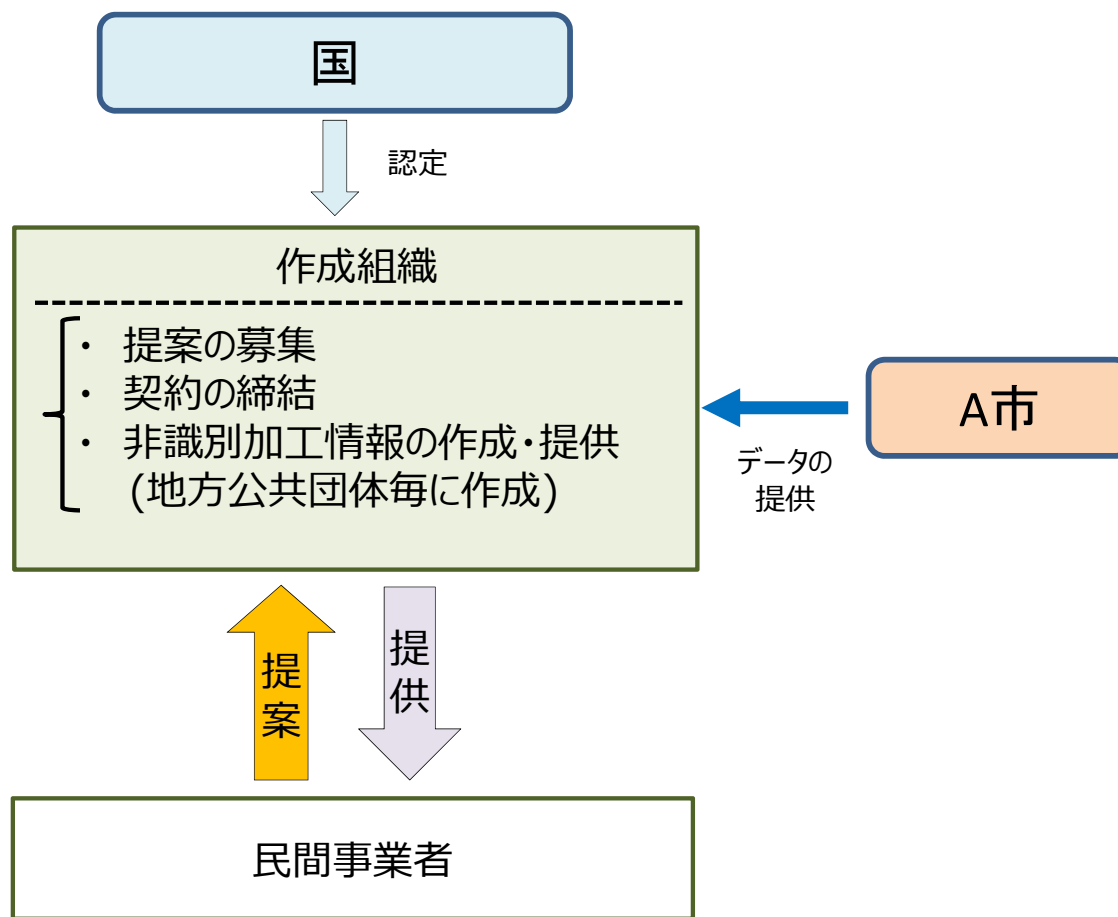 国
認定
作成組織
・ 提案の募集
・ 契約の締結
・ 非識別加工情報の作成・提供
(地方公共団体毎に作成)
A市
データの
提供
提案
提供
民間事業者